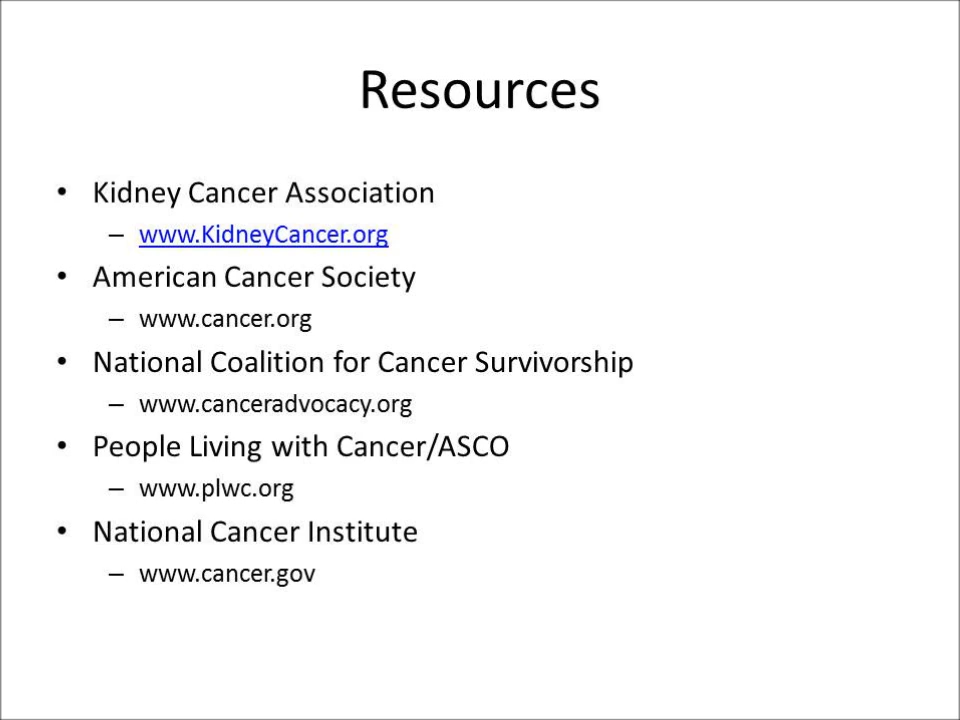 Resources
• Kidney Cancer Association
– www.KidneyCancer.org
• American Cancer Society
– www.cancer.org
• National Coalition for Cancer Survivorship
– www.canceradvocacy.org
• People Living with Cancer/ASCO
– www.plwc.org
• National Cancer Institute
– www.cancer.gov